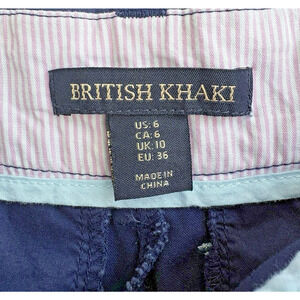 BRITISH KHAKI
US: 6
CA: 6
UK: 10
EU: 36
MADE IN
CHINA